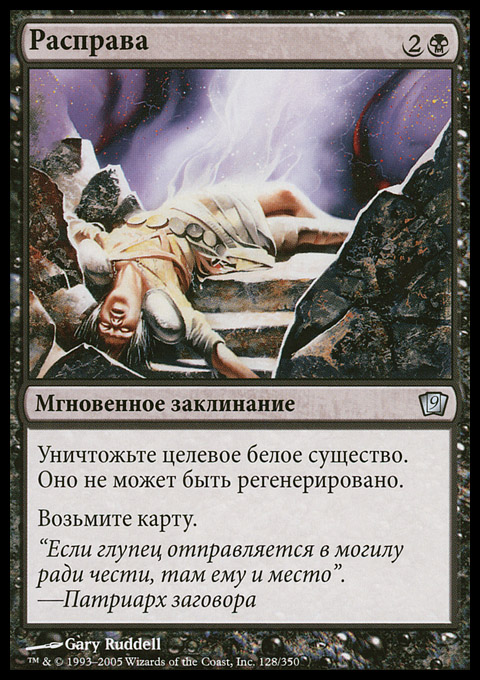 Расправа
2
Мгновенное заклинание
9
Уничтожьте целевое белое существо.
Оно не может быть регенерировано.
Возьмите карту.
“Если глупец отправляется в могилу
ради чести, там ему и место”.
—Патриарх заговора
Gary Ruddell
™ & © 1993–2005 Wizards of the Coast, Inc. 128/350